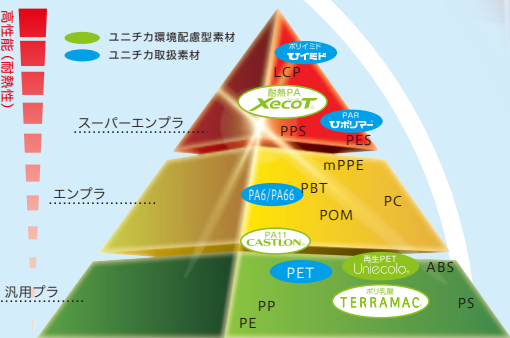 高性能（耐熱性）
ユニチカ環境配慮型素材
ユニチカ取扱素材
ポリイミド
Uイミド
LCP
耐熱PA
XecoT®
PAR
Uポリマー
PPS
PES
スーパーエンプラ
mPPE
エンプラ
PA6/PA66
PBT
PC
POM
PA11
CASTLON®
再生PET
Uniecolo®
PET
ABS
汎用プラ
ポリ乳酸
TERRAMAC®
PP
PS
PE